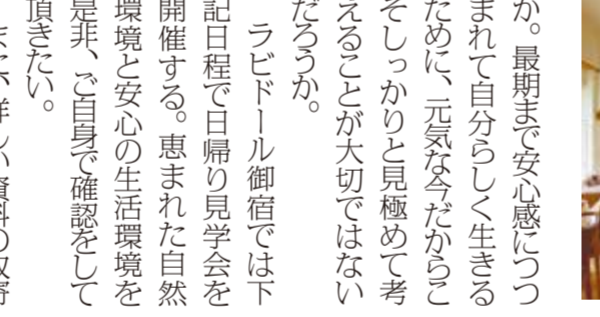 か。最期まで安心感につつ
まれて自分らしく生きる
ために、元気な今だからこ
そしっかりと見極めて考
えることが大切ではない
だろうか。
ラビドール御宿では下
記日程で日帰り見学会を
開催する。恵まれた自然
環境と安心の生活環境を
是非、ご自身で確認をして
頂きたい。